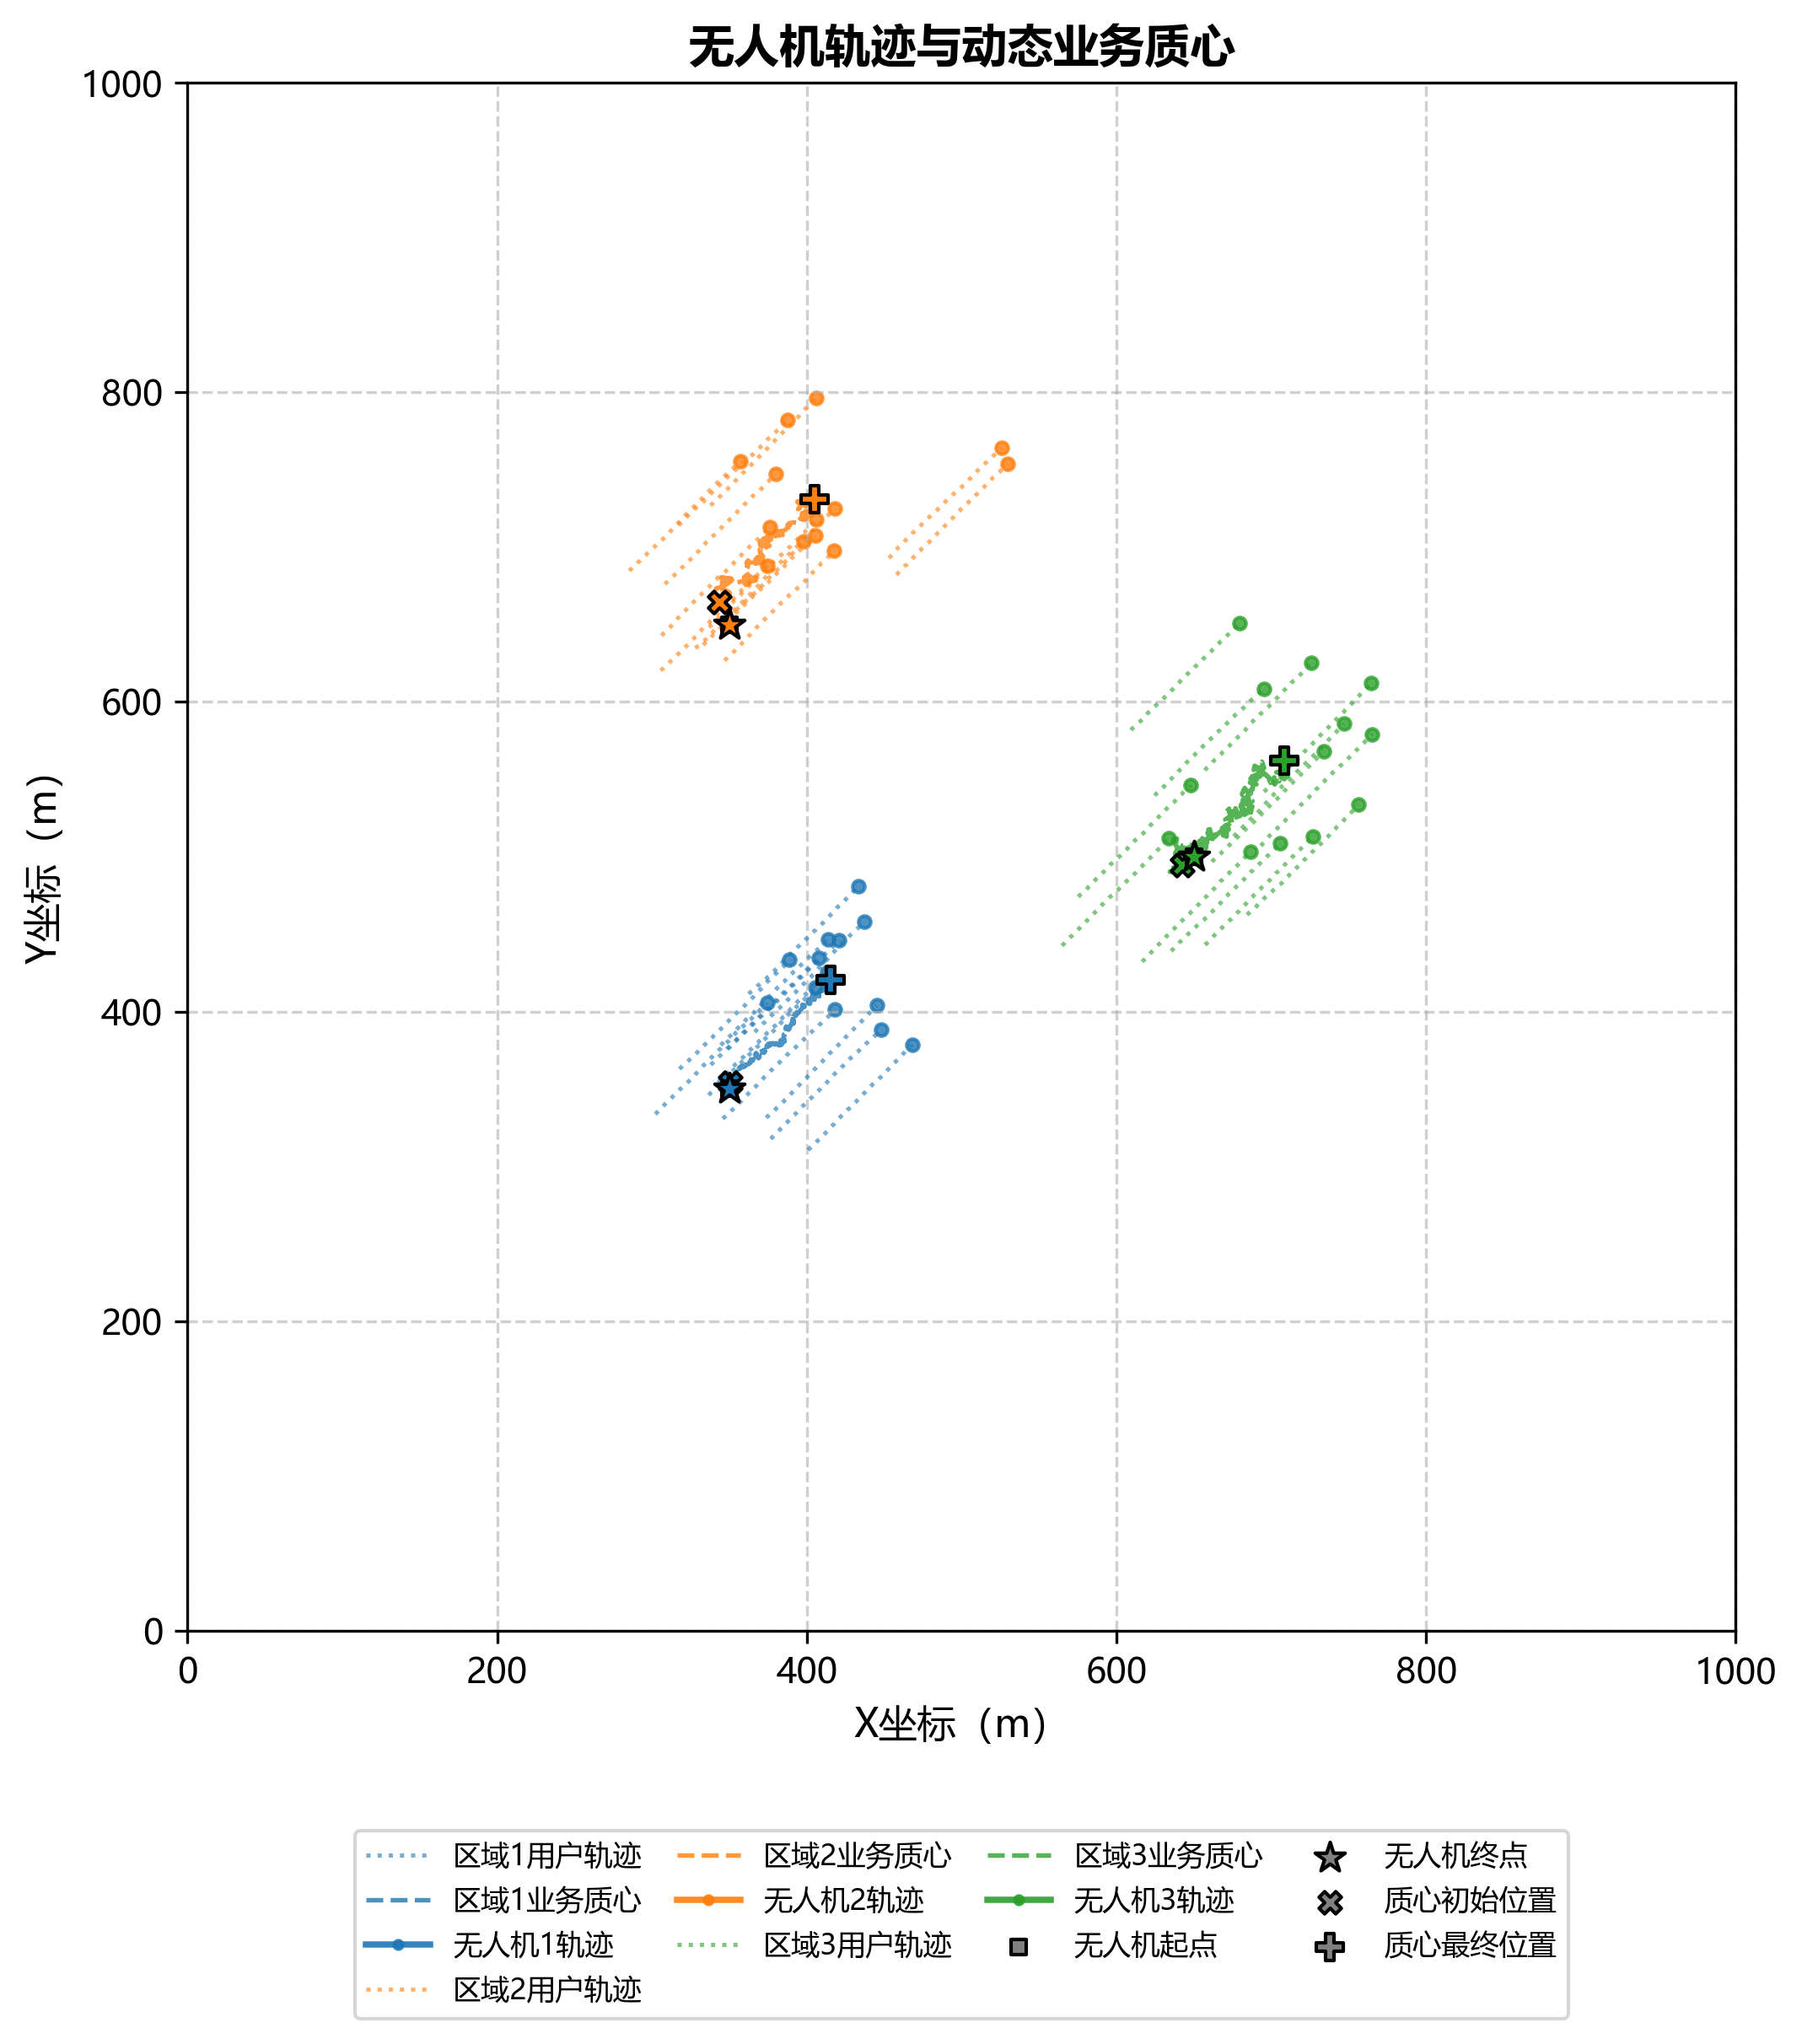 无人机轨迹与动态业务质心
1000
800
600
400
200
0
Y坐标（m）
0 200 400 600 800 1000
X坐标（m）
区域1用户轨迹 区域2业务质心 区域3业务质心 无人机终点
区域1业务质心 无人机2轨迹 无人机3轨迹 质心初始位置
无人机1轨迹 区域3用户轨迹 无人机起点 质心最终位置
区域2用户轨迹